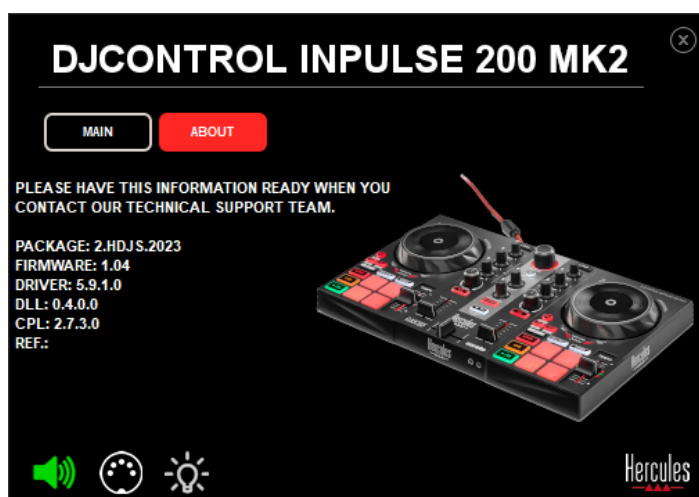 DJCONTROL INPULSE 200 MK2
MAIN
ABOUT
PLEASE HAVE THIS INFORMATION READY WHEN YOU
CONTACT OUR TECHNICAL SUPPORT TEAM.
PACKAGE: 2.HDJS.2023
FIRMWARE: 1.04
DRIVER: 5.9.1.0
DLL: 0.4.0.0
CPL: 2.7.3.0
REF.:
Hercules
Hercules